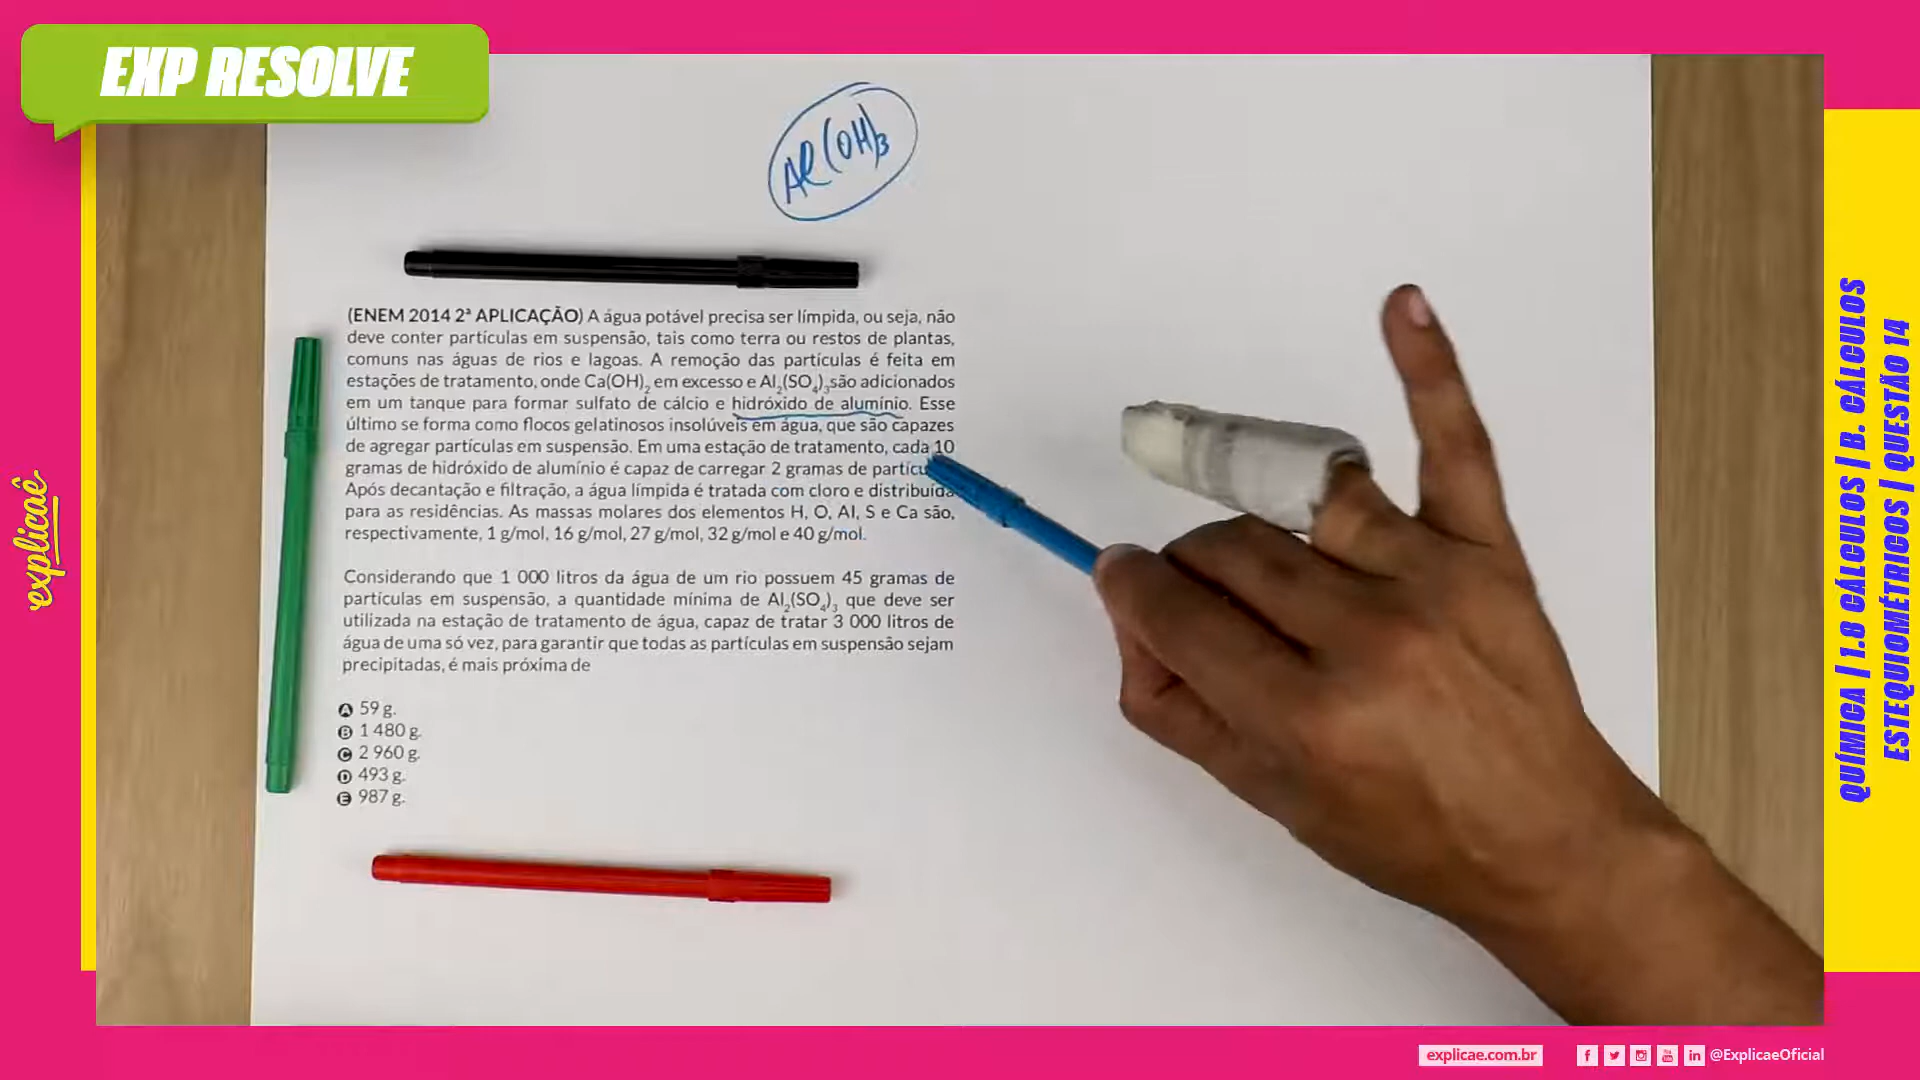 EXP RESOLVE
Al(OH)3
(ENEM 2014 2ª APLICAÇÃO) A água potável precisa ser límpida, ou seja, não
deve conter partículas em suspensão, tais como terra ou restos de plantas,
comuns nas águas de rios e lagoas. A remoção das partículas é feita em
estações de tratamento, onde Ca(OH)2 em excesso e Al2(SO4)3são adicionados
em um tanque para formar sulfato de cálcio e hidróxido de alumínio. Esse
último se forma como flocos gelatinosos insolúveis em água, que são capazes
de agregar partículas em suspensão. Em uma estação de tratamento, cada 10
gramas de hidróxido de alumínio é capaz de carregar 2 gramas de partícu
Após decantação e filtração, a água límpida é tratada com cloro e distribuída
para as residências. As massas molares dos elementos H, O, Al, S e Ca são,
respectivamente, 1 g/mol, 16 g/mol, 27 g/mol, 32 g/mol e 40 g/mol.
Considerando que 1 000 litros da água de um rio possuem 45 gramas de
partículas em suspensão, a quantidade mínima de Al2(SO4)3 que deve ser
utilizada na estação de tratamento de água, capaz de tratar 3 000 litros de
água de uma só vez, para garantir que todas as partículas em suspensão sejam
precipitadas, é mais próxima de
A 59 g.
B 1 480 g.
C 2 960 g.
D 493 g.
E 987 g.
explicaê
QUÍMICA | 1.8 CÁLCULOS | B. CÁLCULOS
ESTEQUIOMÉTRICOS | QUESTÃO 14
explicae.com.br
@ExplicaeOficial